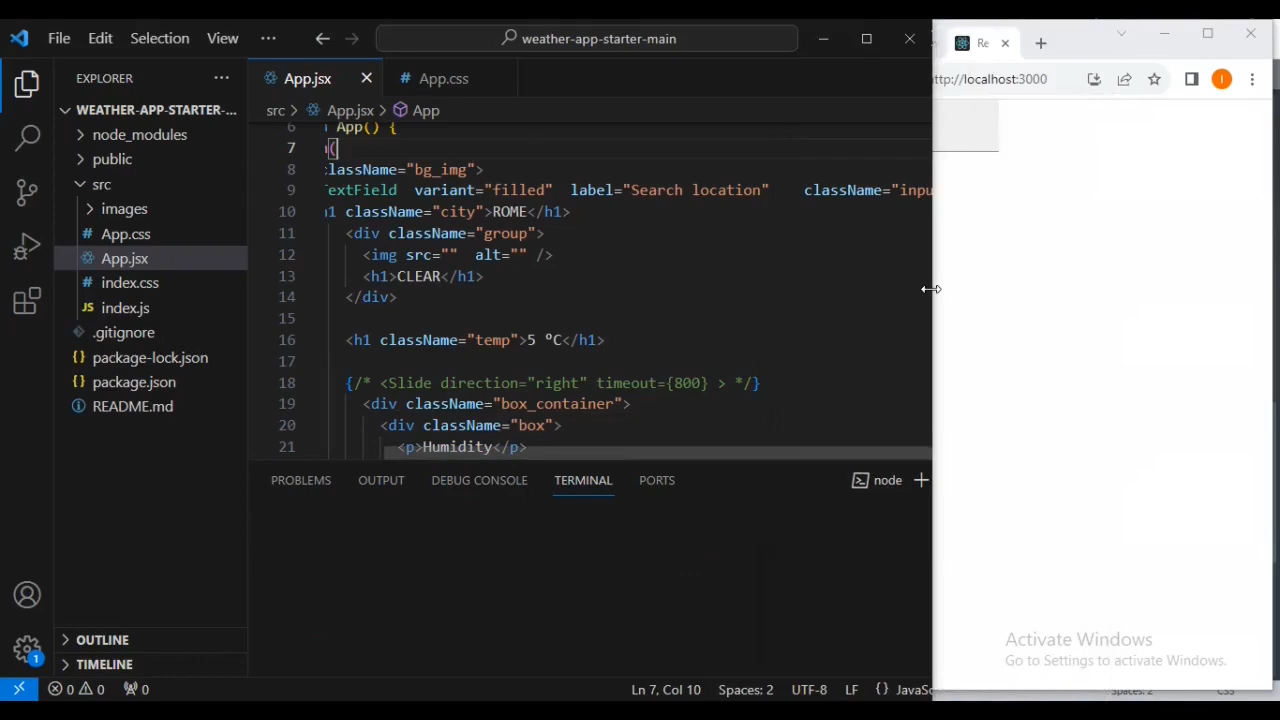 File Edit Selection View ... weather-app-starter-main
EXPLORER ...
WEATHER-APP-STARTER-...
node_modules
public
src
images
App.css
App.jsx
index.css
index.js
.gitignore
package-lock.json
package.json
README.md
OUTLINE
TIMELINE
App.jsx App.css
src > App.jsx > App
6 App() {
7 (
8 className="bg_img">
9 extField variant="filled" label="Search location" className="inpu
10 1 className="city">ROME</h1>
11 <div className="group">
12 <img src="" alt="" />
13 <h1>CLEAR</h1>
14 </div>
15
16 <h1 className="temp">5 °C</h1>
17
18 {/* <Slide direction="right" timeout={800} > */}
19 <div className="box_container">
20 <div className="box">
21 <p>Humidity</p>
PROBLEMS OUTPUT DEBUG CONSOLE TERMINAL PORTS node
1
0 0 0 Ln 7, Col 10 Spaces: 2 UTF-8 LF {} JavaSc
Re
ttp://localhost:3000 I
Activate Windows
Go to Settings to activate Windows.
Spaces: 2 CSS